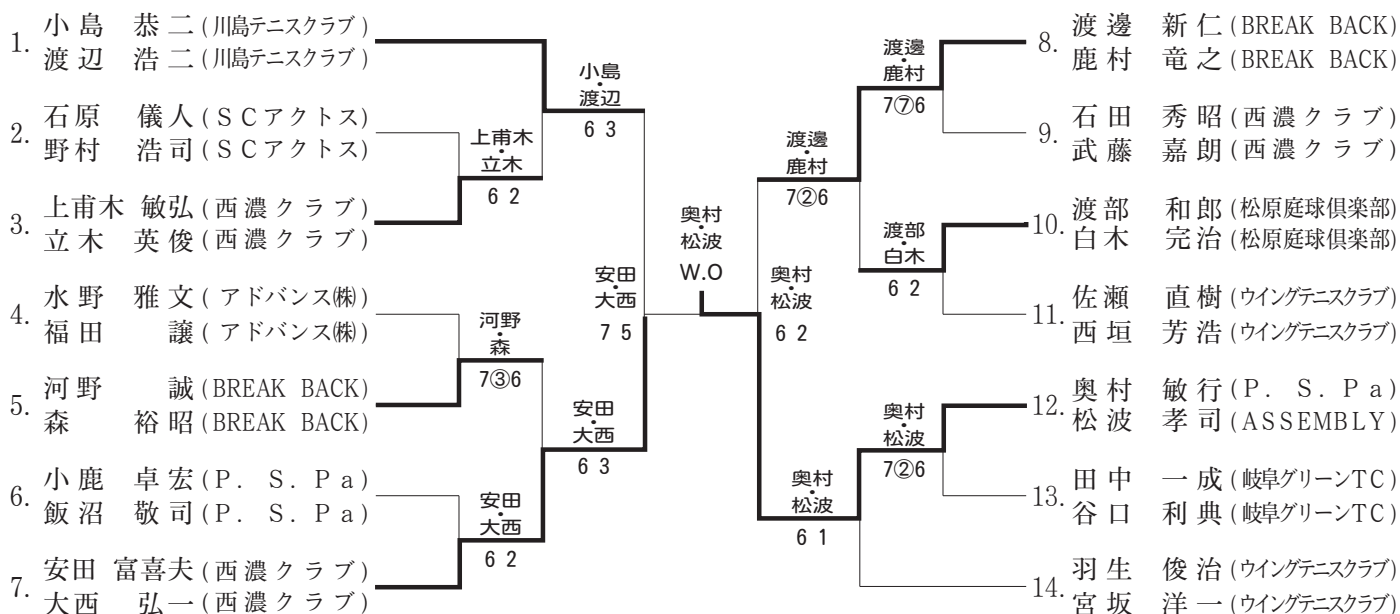 1. 小島 恭二 (川島テニスクラブ)
渡辺 浩二 (川島テニスクラブ)
2. 石原 儀人 (SCアクトス)
野村 浩司 (SCアクトス)
3. 上甫木 敏弘 (西濃クラブ)
立木 英俊 (西濃クラブ)
4. 水野 雅文 (アドバンス㈱)
福田 譲 (アドバンス㈱)
5. 河野 誠 (BREAK BACK)
森 裕昭 (BREAK BACK)
6. 小鹿 卓宏 (P. S. Pa)
飯沼 敬司 (P. S. Pa)
7. 安田 富喜夫 (西濃クラブ)
大西 弘一 (西濃クラブ)
上甫木・立木
6 2
河野・森
7③6
安田・大西
6 2
小島・渡辺
6 3
安田・大西
6 3
安田・大西
7 5
奥村・松波
W.O
奥村・松波
6 2
渡邊・鹿村
7②6
奥村・松波
6 1
渡邊・鹿村
7⑦6
渡部・白木
6 2
奥村・松波
7②6
8. 渡邊 新仁 (BREAK BACK)
鹿村 竜之 (BREAK BACK)
9. 石田 秀昭 (西濃クラブ)
武藤 嘉朗 (西濃クラブ)
10. 渡部 和郎 (松原庭球倶楽部)
白木 完治 (松原庭球倶楽部)
11. 佐瀬 直樹 (ウイングテニスクラブ)
西垣 芳浩 (ウイングテニスクラブ)
12. 奥村 敏行 (P. S. Pa)
松波 孝司 (ASSEMBLY)
13. 田中 一成 (岐阜グリーンTC)
谷口 利典 (岐阜グリーンTC)
14. 羽生 俊治 (ウイングテニスクラブ)
宮坂 洋一 (ウイングテニスクラブ)